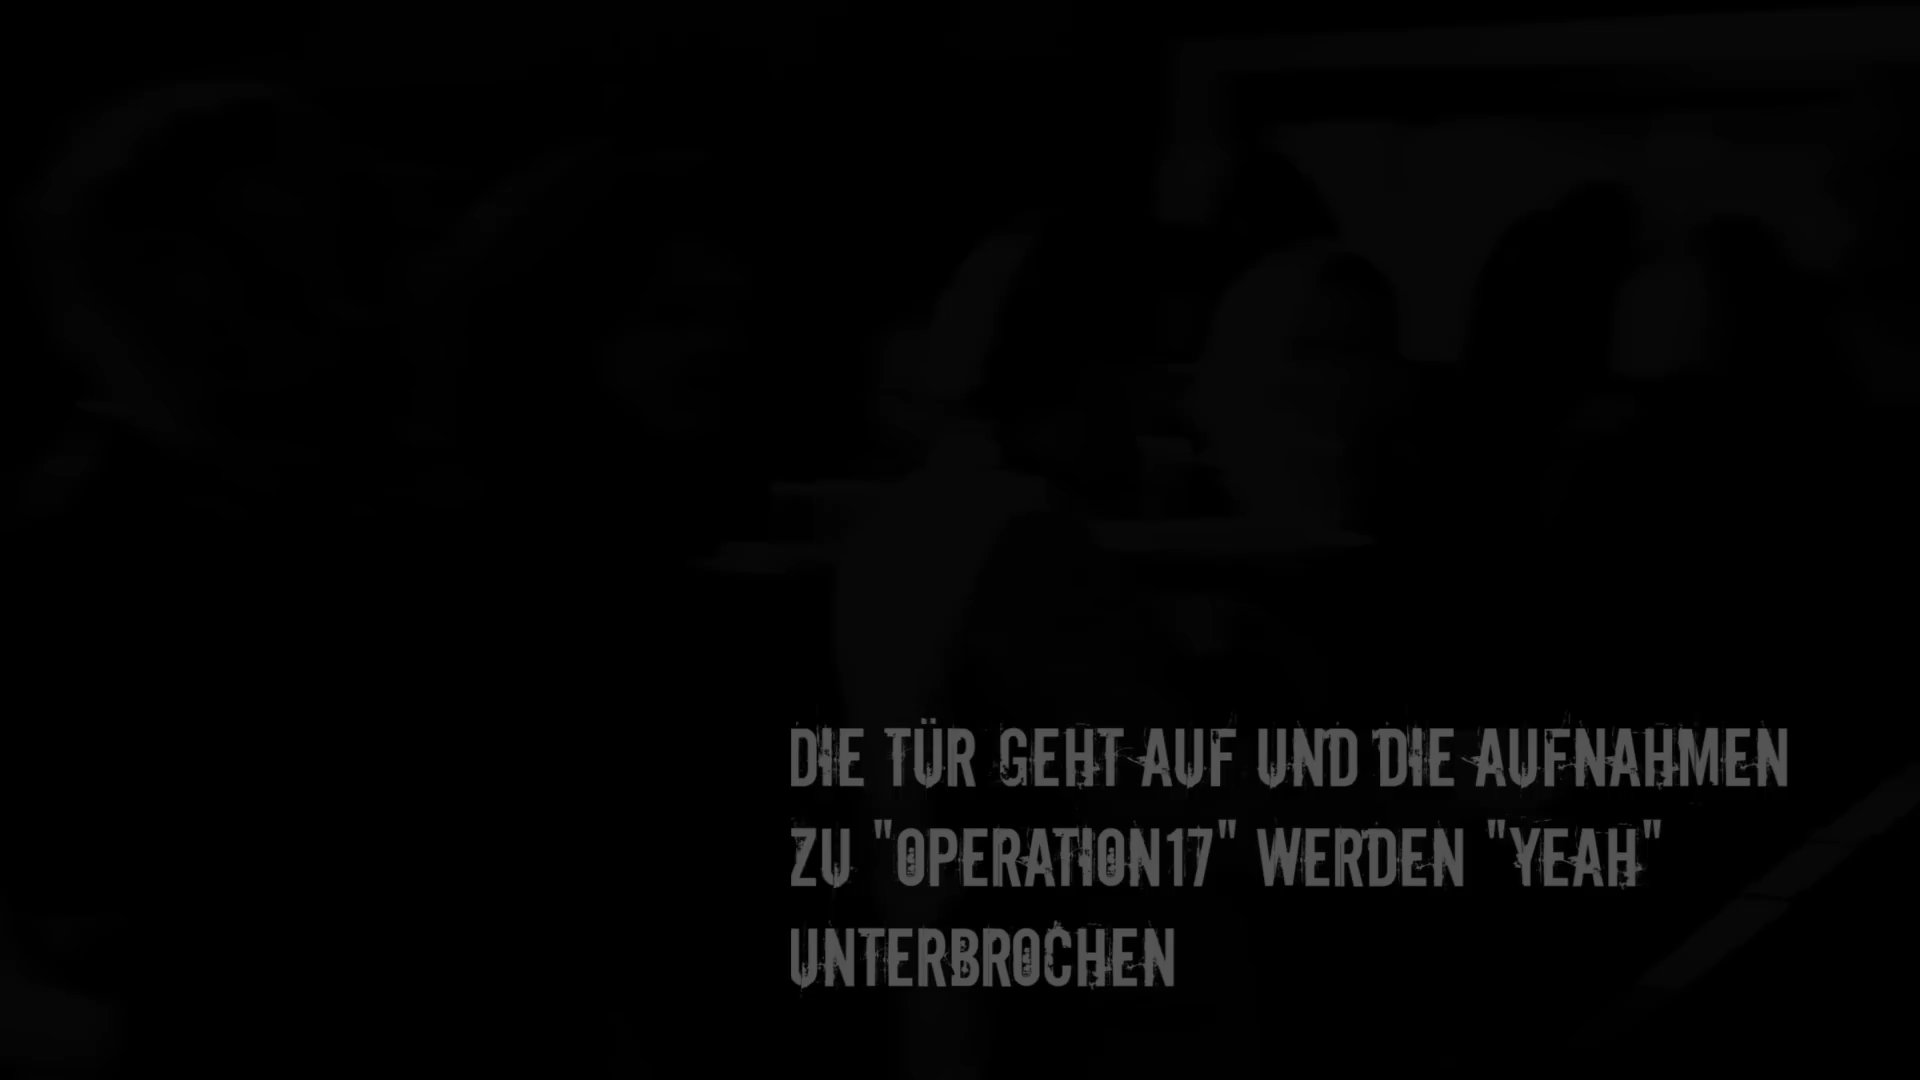 DIE TÜR GEHT AUF UND DIE AUFNAHMEN
ZU "OPERATION17" WERDEN "YEAH"
UNTERBROCHEN